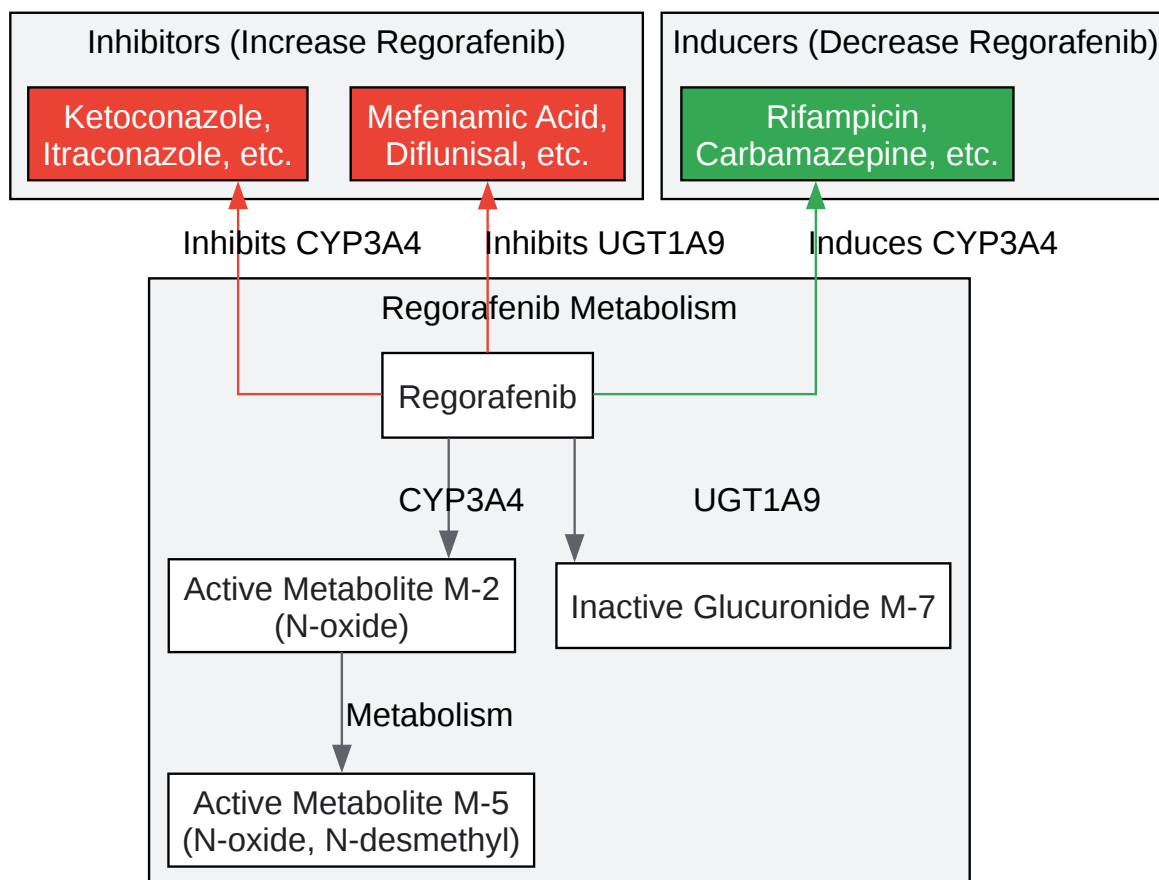 Inhibitors (Increase Regorafenib)
Inducers (Decrease Regorafenib)
Ketoconazole,
Itraconazole, etc.
Mefenamic Acid,
Diflunisal, etc.
Rifampicin,
Carbamazepine, etc.
Inhibits CYP3A4
Inhibits UGT1A9
Induces CYP3A4
Regorafenib Metabolism
Regorafenib
CYP3A4
UGT1A9
Active Metabolite M-2
(N-oxide)
Inactive Glucuronide M-7
Metabolism
Active Metabolite M-5
(N-oxide, N-desmethyl)